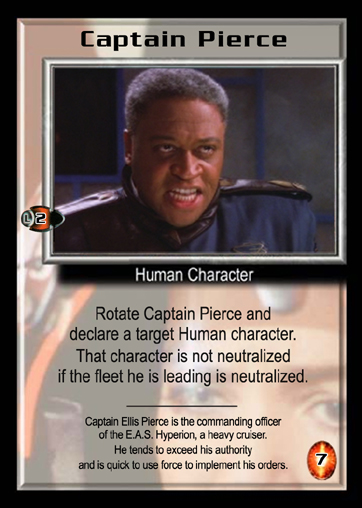 Captain Pierce
L 2
Human Character
Rotate Captain Pierce and
declare a target Human character.
That character is not neutralized
if the fleet he is leading is neutralized.
Captain Ellis Pierce is the commanding officer
of the E.A.S. Hyperion, a heavy cruiser.
He tends to exceed his authority
and is quick to use force to implement his orders.
7